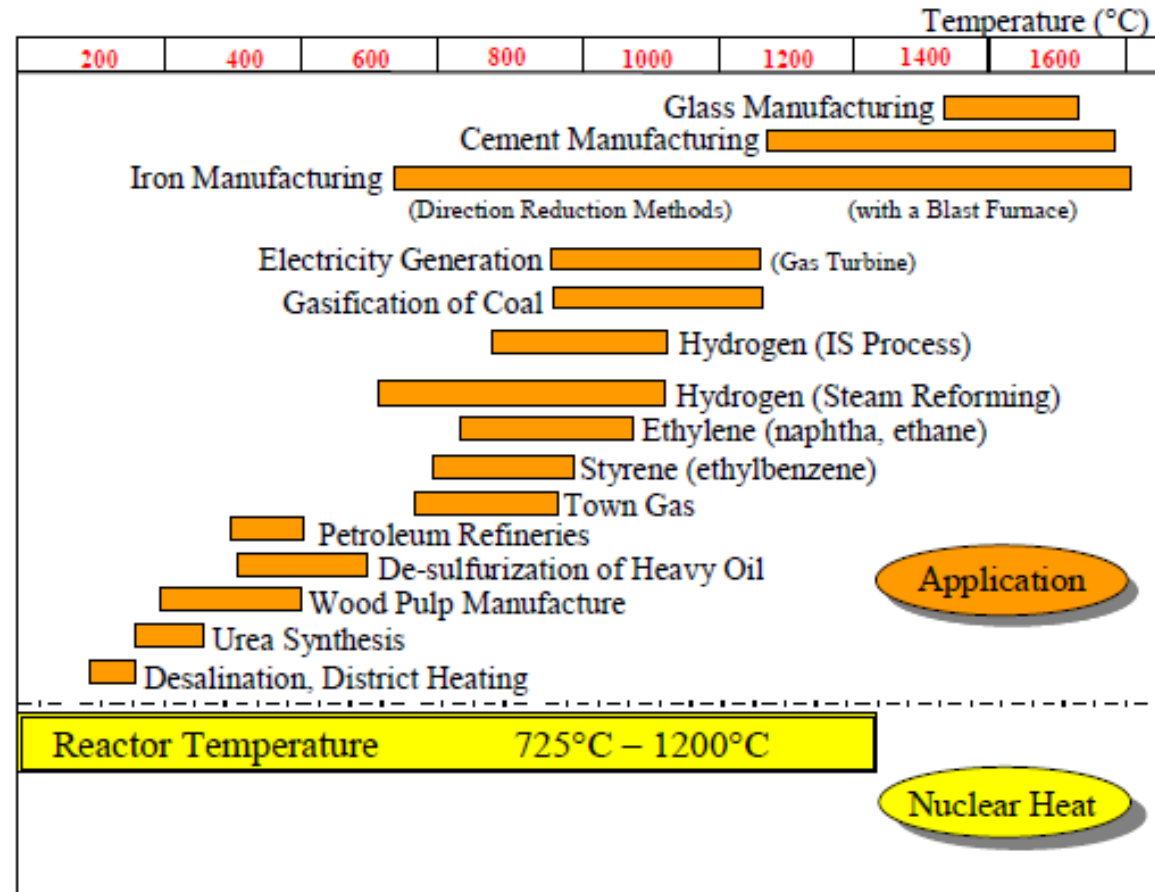 Temperature (°C)
200 400 600 800 1000 1200 1400 1600
Glass Manufacturing
Cement Manufacturing
Iron Manufacturing
(Direction Reduction Methods) (with a Blast Furnace)
Electricity Generation (Gas Turbine)
Gasification of Coal
Hydrogen (IS Process)
Hydrogen (Steam Reforming)
Ethylene (naphtha, ethane)
Styrene (ethylbenzene)
Town Gas
Petroleum Refineries
De-sulfurization of Heavy Oil
Application
Wood Pulp Manufacture
Urea Synthesis
Desalination, District Heating
Reactor Temperature 725°C – 1200°C
Nuclear Heat